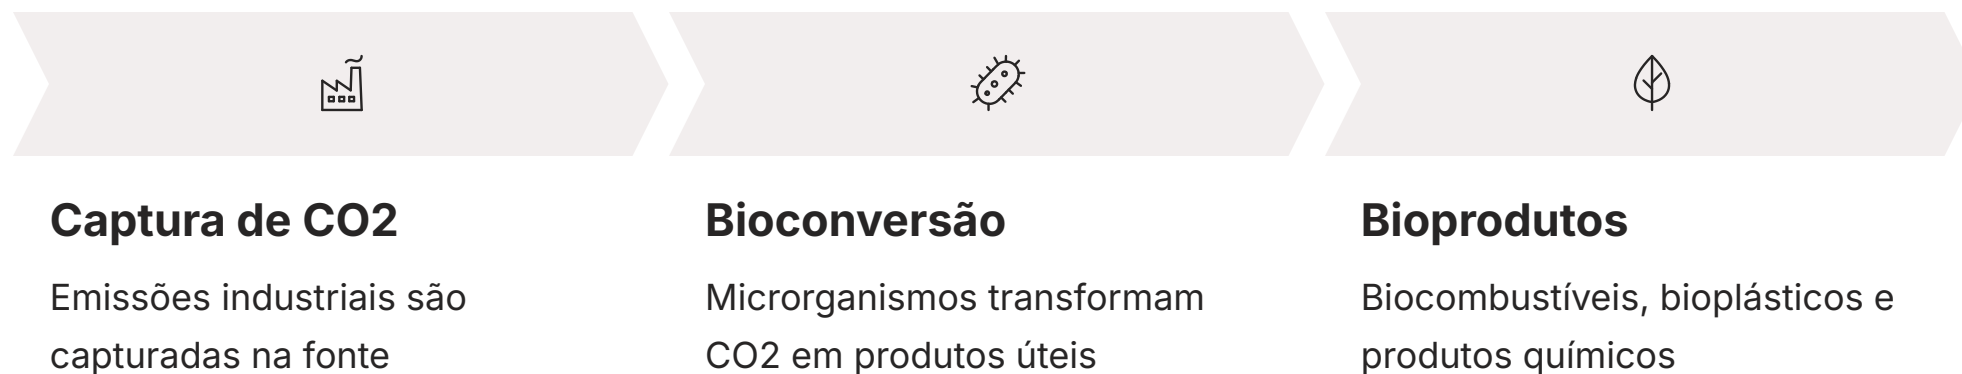 Captura de CO2
Emissões industriais são
capturadas na fonte
Bioconversão
Microrganismos transformam
CO2 em produtos úteis
Bioprodutos
Biocombustíveis, bioplásticos e
produtos químicos